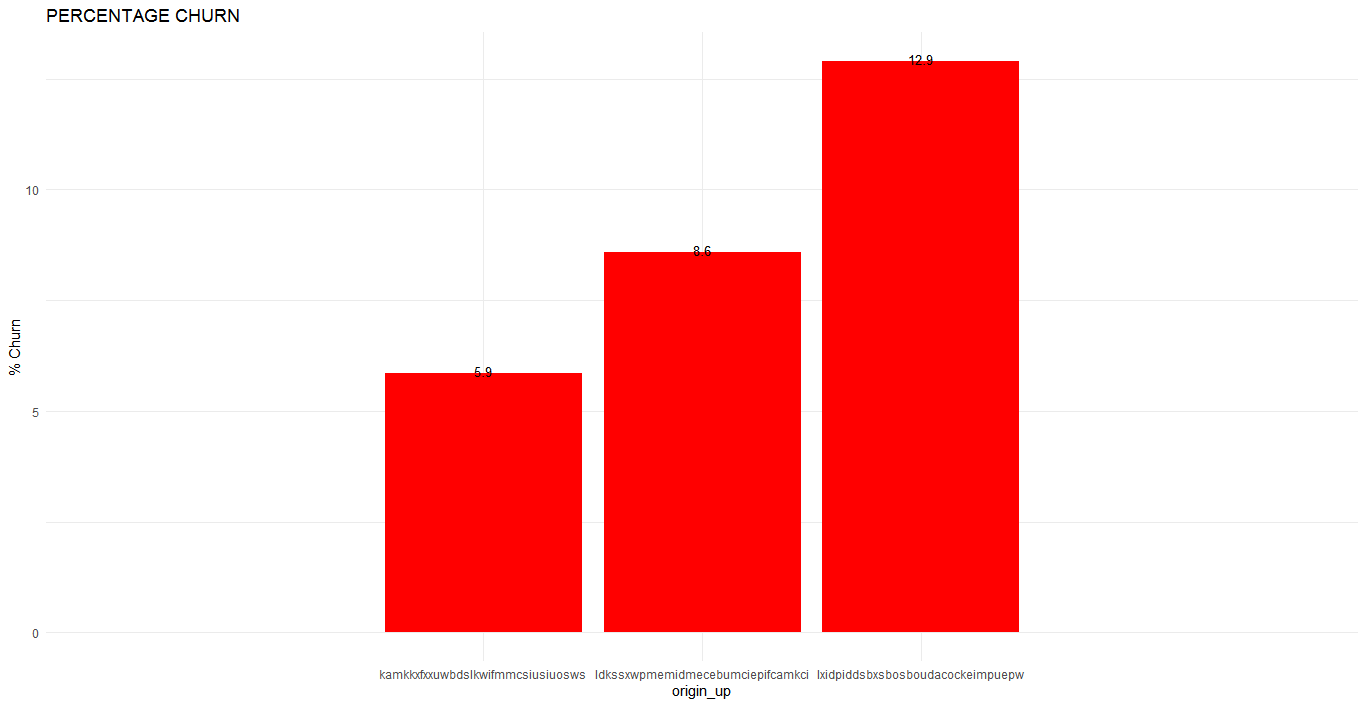 PERCENTAGE CHURN
12.9
10
8.6
% Churn
5.9
5
0
kamkkxfxxuwbdslkwifmmcsiusiuosws ldkssxwpmemidmecebumciepifcamkci lxidpiddsbxsbosboudacockeimpuepw
origin_up